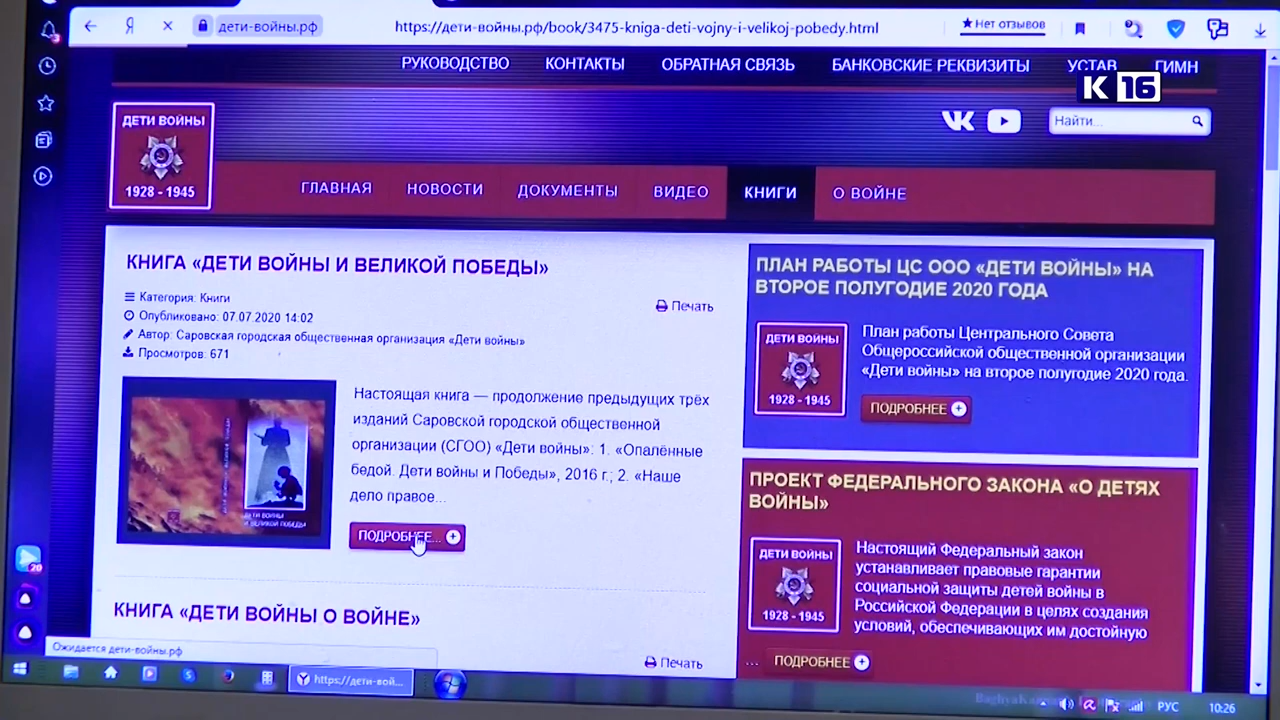 дети-войны.рф
https://дети-войны.рф/book/3475-kniga-deti-vojny-i-velikoj-pobedy.html
Нет отзывов
РУКОВОДСТВО КОНТАКТЫ ОБРАТНАЯ СВЯЗЬ БАНКОВСКИЕ РЕКВИЗИТЫ УСТАВ ГИМН
К 16
ДЕТИ ВОЙНЫ
1928 - 1945
Найти...
ГЛАВНАЯ НОВОСТИ ДОКУМЕНТЫ ВИДЕО КНИГИ О ВОЙНЕ
КНИГА «ДЕТИ ВОЙНЫ И ВЕЛИКОЙ ПОБЕДЫ»
Категория: Книги
Опубликовано: 07.07.2020 14:02
Автор: Саровская городская общественная организация «Дети войны»
Просмотров: 671
Печать
Настоящая книга — продолжение предыдущих трёх
изданий Саровской городской общественной
организации (СГОО) «Дети войны»: 1. «Опалённые
бедой. Дети войны и Победы», 2016 г.; 2. «Наше
дело правое...
ДЕТИ ВОЙНЫ
И ВЕЛИКОЙ ПОБЕДЫ
ПОДРОБНЕЕ...
КНИГА «ДЕТИ ВОЙНЫ О ВОЙНЕ»
Печать
ПЛАН РАБОТЫ ЦС ООО «ДЕТИ ВОЙНЫ» НА
ВТОРОЕ ПОЛУГОДИЕ 2020 ГОДА
ДЕТИ ВОЙНЫ
1928 - 1945
План работы Центрального Совета
Общероссийской общественной организации
«Дети войны» на второе полугодие 2020 года.
ПОДРОБНЕЕ
ПРОЕКТ ФЕДЕРАЛЬНОГО ЗАКОНА «О ДЕТЯХ
ВОЙНЫ»
ДЕТИ ВОЙНЫ
1928 - 1945
Настоящий Федеральный закон
устанавливает правовые гарантии
социальной защиты детей войны в
Российской Федерации в целях создания
условий, обеспечивающих им достойную
... ПОДРОБНЕЕ
20
Ожидается дети-войны.рф
https://дети-вой...
РУС 10:26